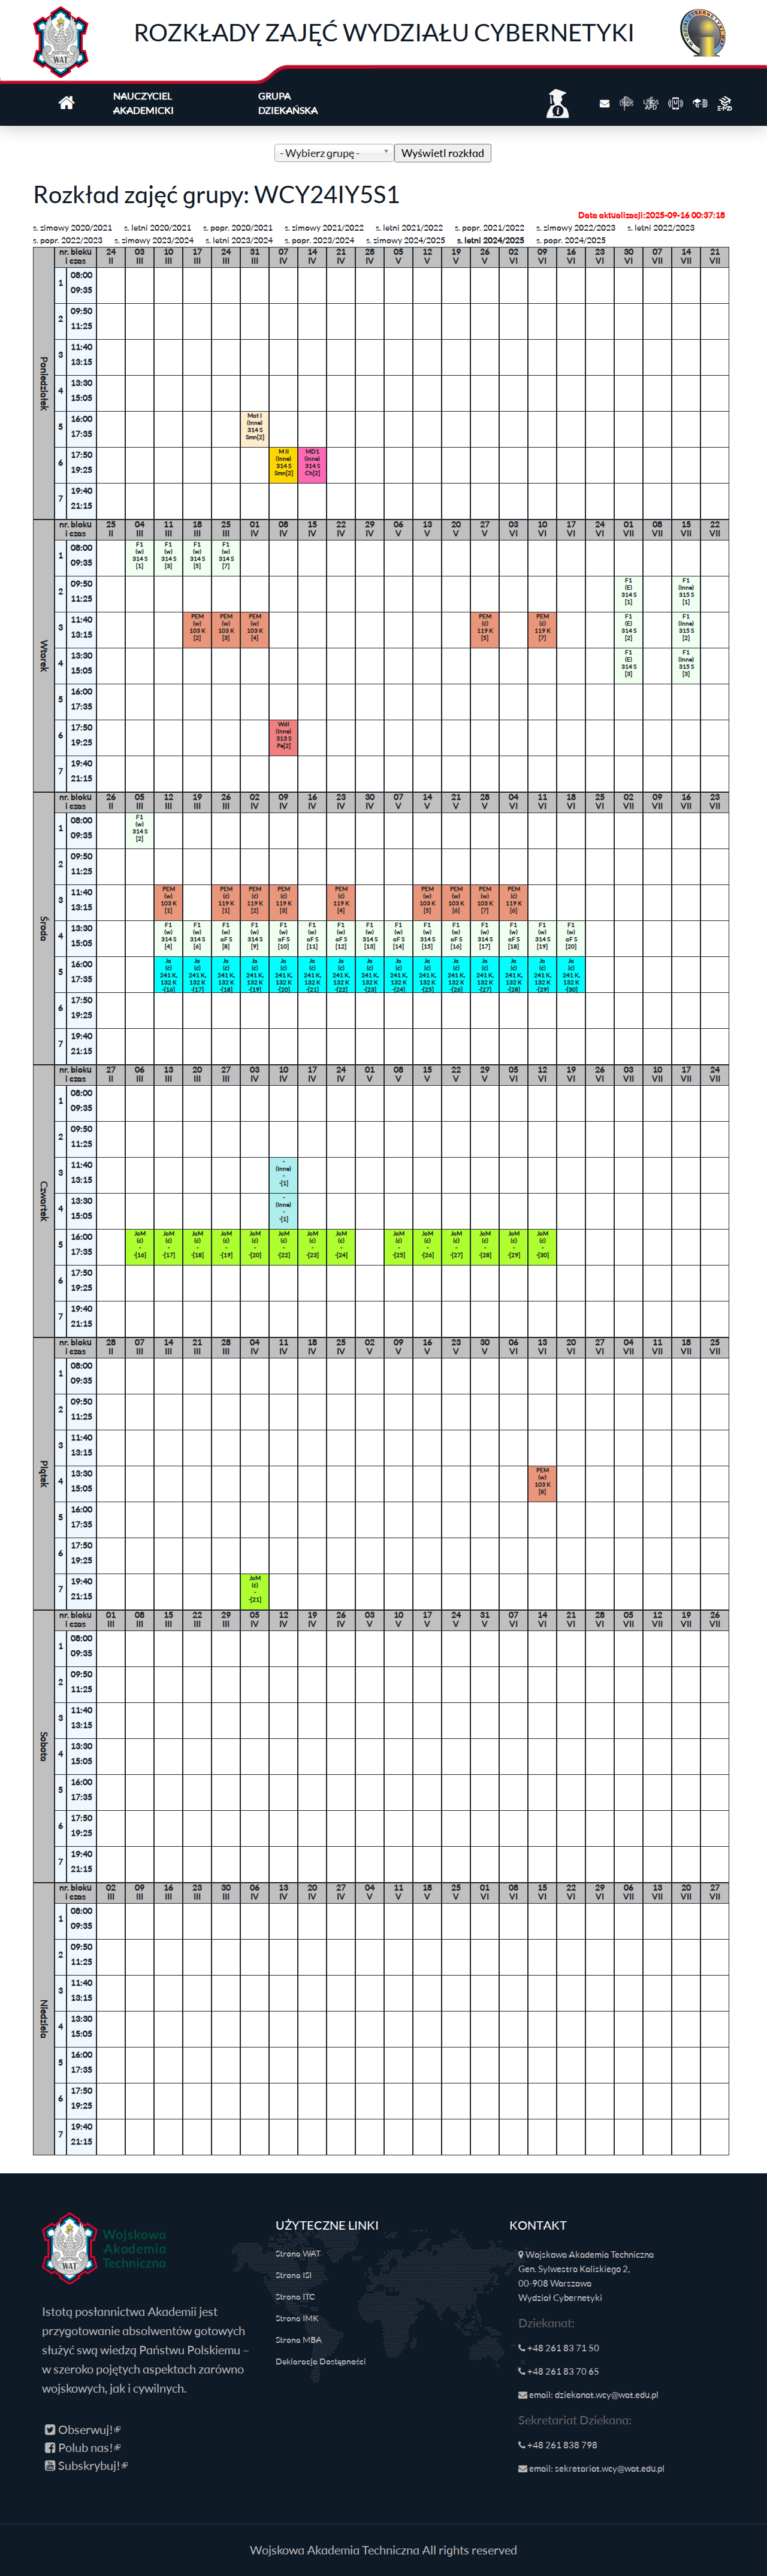 ROZKŁADY ZAJĘĆ WYDZIAŁU CYBERNETYKI
NAUCZYCIEL AKADEMICKI
GRUPA DZIEKAŃSKA
- Wybierz grupę -
Wyświetl rozkład
Rozkład zajęć grupy: WCY24IY5S1
Data aktualizacji:2025-09-16 00:37:18
s. zimowy 2020/2021 s. letni 2020/2021 s. popr. 2020/2021 s. zimowy 2021/2022 s. letni 2021/2022 s. popr. 2021/2022 s. zimowy 2022/2023 s. letni 2022/2023
s. popr. 2022/2023 s. zimowy 2023/2024 s. letni 2023/2024 s. popr. 2023/2024 s. zimowy 2024/2025 s. letni 2024/2025 s. popr. 2024/2025
Poniedziałek
nr. bloku i czas 24 II 03 III 10 III 17 III 24 III 31 III 07 IV 14 IV 21 IV 28 IV 05 V 12 V 19 V 26 V 02 VI 09 VI 16 VI 23 VI 30 VI 07 VII 14 VII 21 VII
1 08:00 09:35
2 09:50 11:25
3 11:40 13:15
4 13:30 15:05
5 16:00 17:35 Mat I (Inne) 314 S Smn[2]
6 17:50 19:25 M II (Inne) 314 S Smn[2] MD1 (Inne) 314 S Ch[2]
7 19:40 21:15
Wtorek
nr. bloku i czas 25 II 04 III 11 III 18 III 25 III 01 IV 08 IV 15 IV 22 IV 29 IV 06 V 13 V 20 V 27 V 03 VI 10 VI 17 VI 24 VI 01 VII 08 VII 15 VII 22 VII
1 08:00 09:35 F1 (w) 314 S [1] F1 (w) 314 S [3] F1 (w) 314 S [5] F1 (w) 314 S [7]
2 09:50 11:25 F1 (E) 314 S [1] F1 (Inne) 315 S [1]
3 11:40 13:15 PEM (w) 103 K [2] PEM (w) 103 K [3] PEM (w) 103 K [4] PEM (c) 119 K [5] PEM (c) 119 K [7] F1 (E) 314 S [2] F1 (Inne) 315 S [2]
4 13:30 15:05 F1 (E) 314 S [3] F1 (Inne) 315 S [3]
5 16:00 17:35
6 17:50 19:25 WdI (Inne) 313 S Pa[2]
7 19:40 21:15
Środa
nr. bloku i czas 26 II 05 III 12 III 19 III 26 III 02 IV 09 IV 16 IV 23 IV 30 IV 07 V 14 V 21 V 28 V 04 VI 11 VI 18 VI 25 VI 02 VII 09 VII 16 VII 23 VII
1 08:00 09:35 F1 (w) 314 S [2]
2 09:50 11:25
3 11:40 13:15 PEM (w) 103 K [1] PEM (c) 119 K [1] PEM (c) 119 K [2] PEM (c) 119 K [3] PEM (c) 119 K [4] PEM (w) 103 K [5] PEM (w) 103 K [6] PEM (w) 103 K [7] PEM (c) 119 K [6]
4 13:30 15:05 F1 (w) 314 S [4] F1 (w) 314 S [6] F1 (w) aF S [8] F1 (w) 314 S [9] F1 (w) aF S [10] F1 (w) aF S [11] F1 (w) aF S [12] F1 (w) 314 S [13] F1 (w) aF S [14] F1 (w) 314 S [15] F1 (w) aF S [16] F1 (w) 314 S [17] F1 (w) aF S [18] F1 (w) 314 S [19] F1 (w) aF S [20]
5 16:00 17:35 Ja (c) 241 K, 132 K -[16] Ja (c) 241 K, 132 K -[17] Ja (c) 241 K, 132 K -[18] Ja (c) 241 K, 132 K -[19] Ja (c) 241 K, 132 K -[20] Ja (c) 241 K, 132 K -[21] Ja (c) 241 K, 132 K -[22] Ja (c) 241 K, 132 K -[23] Ja (c) 241 K, 132 K -[24] Ja (c) 241 K, 132 K -[25] Ja (c) 241 K, 132 K -[26] Ja (c) 241 K, 132 K -[27] Ja (c) 241 K, 132 K -[28] Ja (c) 241 K, 132 K -[29] Ja (c) 241 K, 132 K -[30]
6 17:50 19:25
7 19:40 21:15
Czwartek
nr. bloku i czas 27 II 06 III 13 III 20 III 27 III 03 IV 10 IV 17 IV 24 IV 01 V 08 V 15 V 22 V 29 V 05 VI 12 VI 19 VI 26 VI 03 VII 10 VII 17 VII 24 VII
1 08:00 09:35
2 09:50 11:25
3 11:40 13:15 - (Inne) - -[1]
4 13:30 15:05 - (Inne) - -[1]
5 16:00 17:35 JoM (c) - -[16] JoM (c) - -[17] JoM (c) - -[18] JoM (c) - -[19] JoM (c) - -[20] JoM (c) - -[22] JoM (c) - -[23] JoM (c) - -[24] JoM (c) - -[25] JoM (c) - -[26] JoM (c) - -[27] JoM (c) - -[28] JoM (c) - -[29] JoM (c) - -[30]
6 17:50 19:25
7 19:40 21:15
Piątek
nr. bloku i czas 28 II 07 III 14 III 21 III 28 III 04 IV 11 IV 18 IV 25 IV 02 V 09 V 16 V 23 V 30 V 06 VI 13 VI 20 VI 27 VI 04 VII 11 VII 18 VII 25 VII
1 08:00 09:35
2 09:50 11:25
3 11:40 13:15
4 13:30 15:05 PEM (w) 103 K [8]
5 16:00 17:35
6 17:50 19:25
7 19:40 21:15 JoM (c) - -[21]
Sobota
nr. bloku i czas 01 III 08 III 15 III 22 III 29 III 05 IV 12 IV 19 IV 26 IV 03 V 10 V 17 V 24 V 31 V 07 VI 14 VI 21 VI 28 VI 05 VII 12 VII 19 VII 26 VII
1 08:00 09:35
2 09:50 11:25
3 11:40 13:15
4 13:30 15:05
5 16:00 17:35
6 17:50 19:25
7 19:40 21:15
Niedziela
nr. bloku i czas 02 III 09 III 16 III 23 III 30 III 06 IV 13 IV 20 IV 27 IV 04 V 11 V 18 V 25 V 01 VI 08 VI 15 VI 22 VI 29 VI 06 VII 13 VII 20 VII 27 VII
1 08:00 09:35
2 09:50 11:25
3 11:40 13:15
4 13:30 15:05
5 16:00 17:35
6 17:50 19:25
7 19:40 21:15
WAT
Wojskowa
Akademia
Techniczna
Istotą posłannictwa Akademii jest
przygotowanie absolwentów gotowych
służyć swą wiedzą Państwu Polskiemu –
w szeroko pojętych aspektach zarówno
wojskowych, jak i cywilnych.
Obserwuj!
Polub nas!
Subskrybuj!
UŻYTECZNE LINKI
Strona WAT
Strona ISI
Strona ITC
Strona IMK
Strona MBA
Deklaracja Dostępności
KONTAKT
Wojskowa Akademia Techniczna
Gen. Sylwestra Kaliskiego 2,
00-908 Warszawa
Wydział Cybernetyki
Dziekanat:
+48 261 83 71 50
+48 261 83 70 65
email: dziekanat.wcy@wat.edu.pl
Sekretariat Dziekana:
+48 261 838 798
email: sekretariat.wcy@wat.edu.pl
Wojskowa Akademia Techniczna All rights reserved